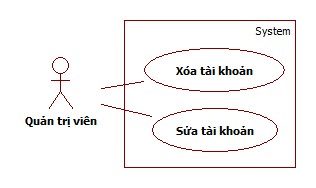 System
Xóa tài khoản
Quản trị viên
Sửa tài khoản